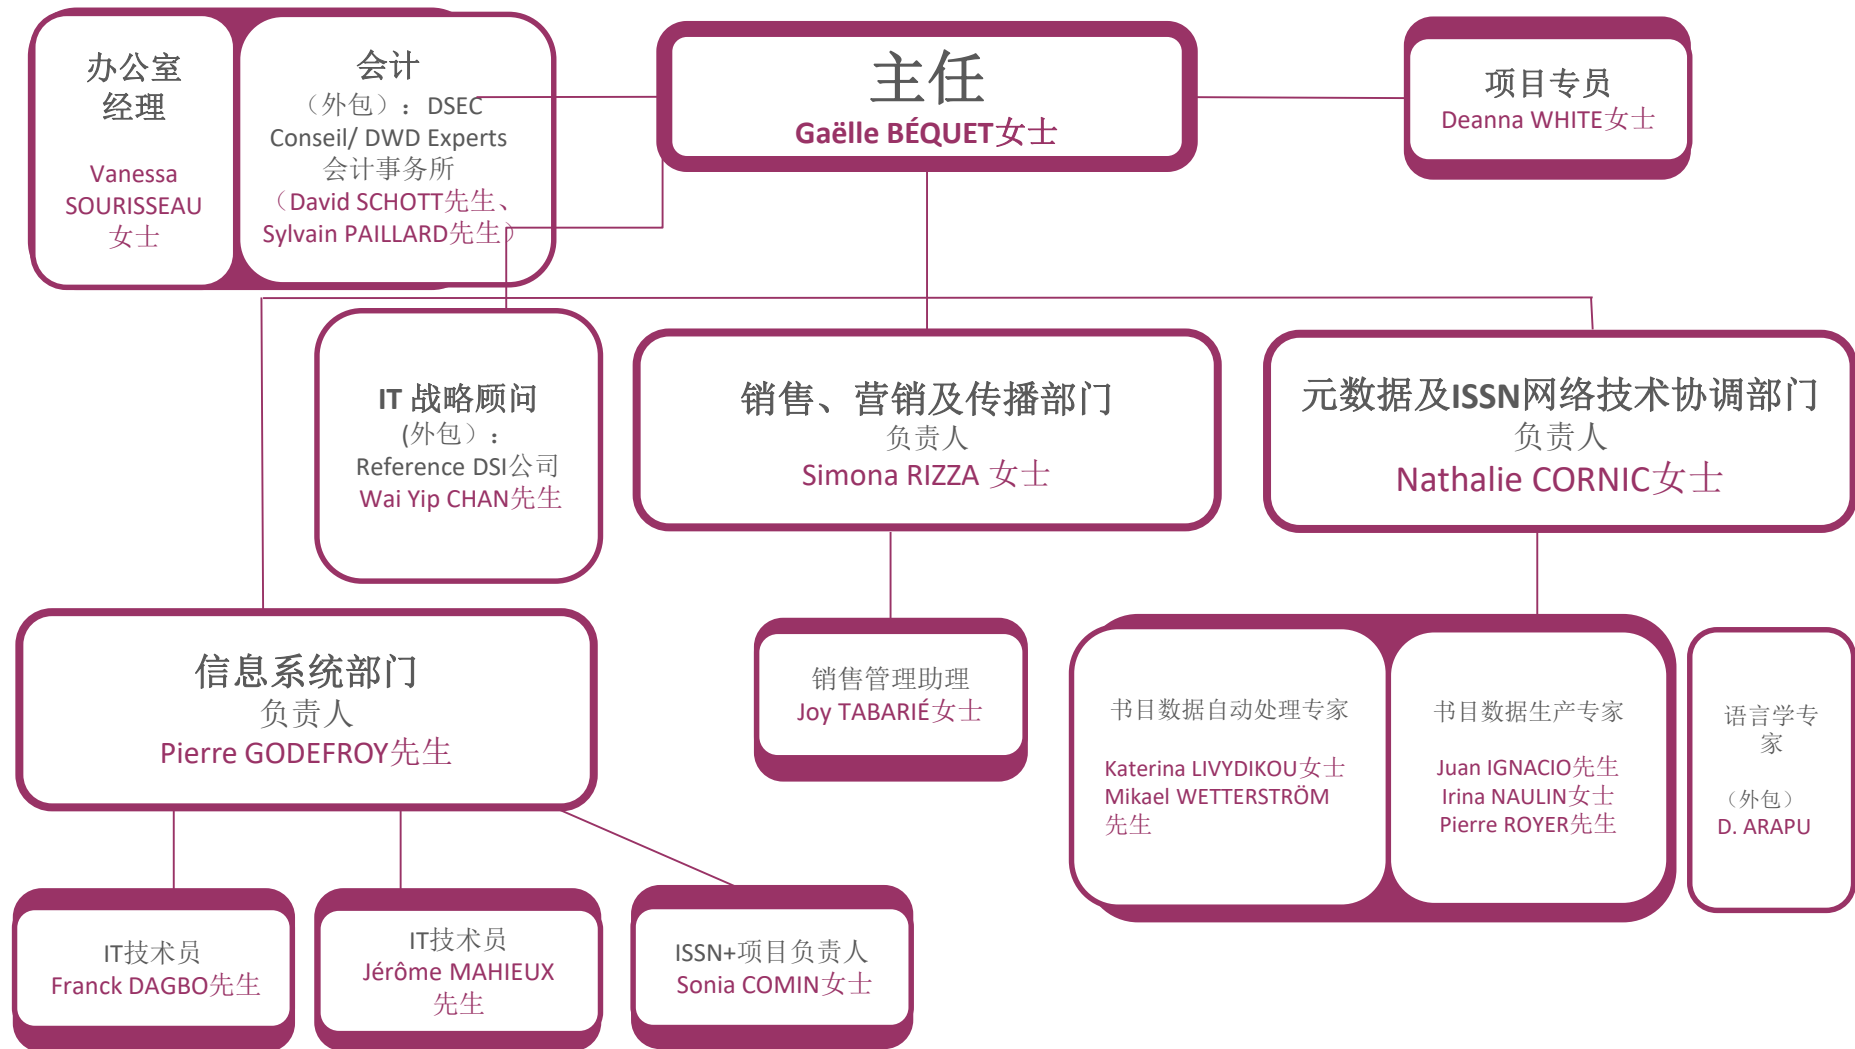 办公室
经理
Vanessa
SOURISSEAU
女士
会计
（外包）：DSEC
Conseil/ DWD Experts
会计事务所
（David SCHOTT先生、
Sylvain PAILLARD先生）
主任
Gaëlle BÉQUET女士
项目专员
Deanna WHITE女士
IT 战略顾问
(外包）：
Reference DSI公司
Wai Yip CHAN先生
销售、营销及传播部门
负责人
Simona RIZZA 女士
元数据及ISSN网络技术协调部门
负责人
Nathalie CORNIC女士
信息系统部门
负责人
Pierre GODEFROY先生
销售管理助理
Joy TABARIÉ女士
书目数据自动处理专家
Katerina LIVYDIKOU女士
Mikael WETTERSTRÖM
先生
书目数据生产专家
Juan IGNACIO先生
Irina NAULIN女士
Pierre ROYER先生
语言学专
家
（外包）
D. ARAPU
IT技术员
Franck DAGBO先生
IT技术员
Jérôme MAHIEUX
先生
ISSN+项目负责人
Sonia COMIN女士